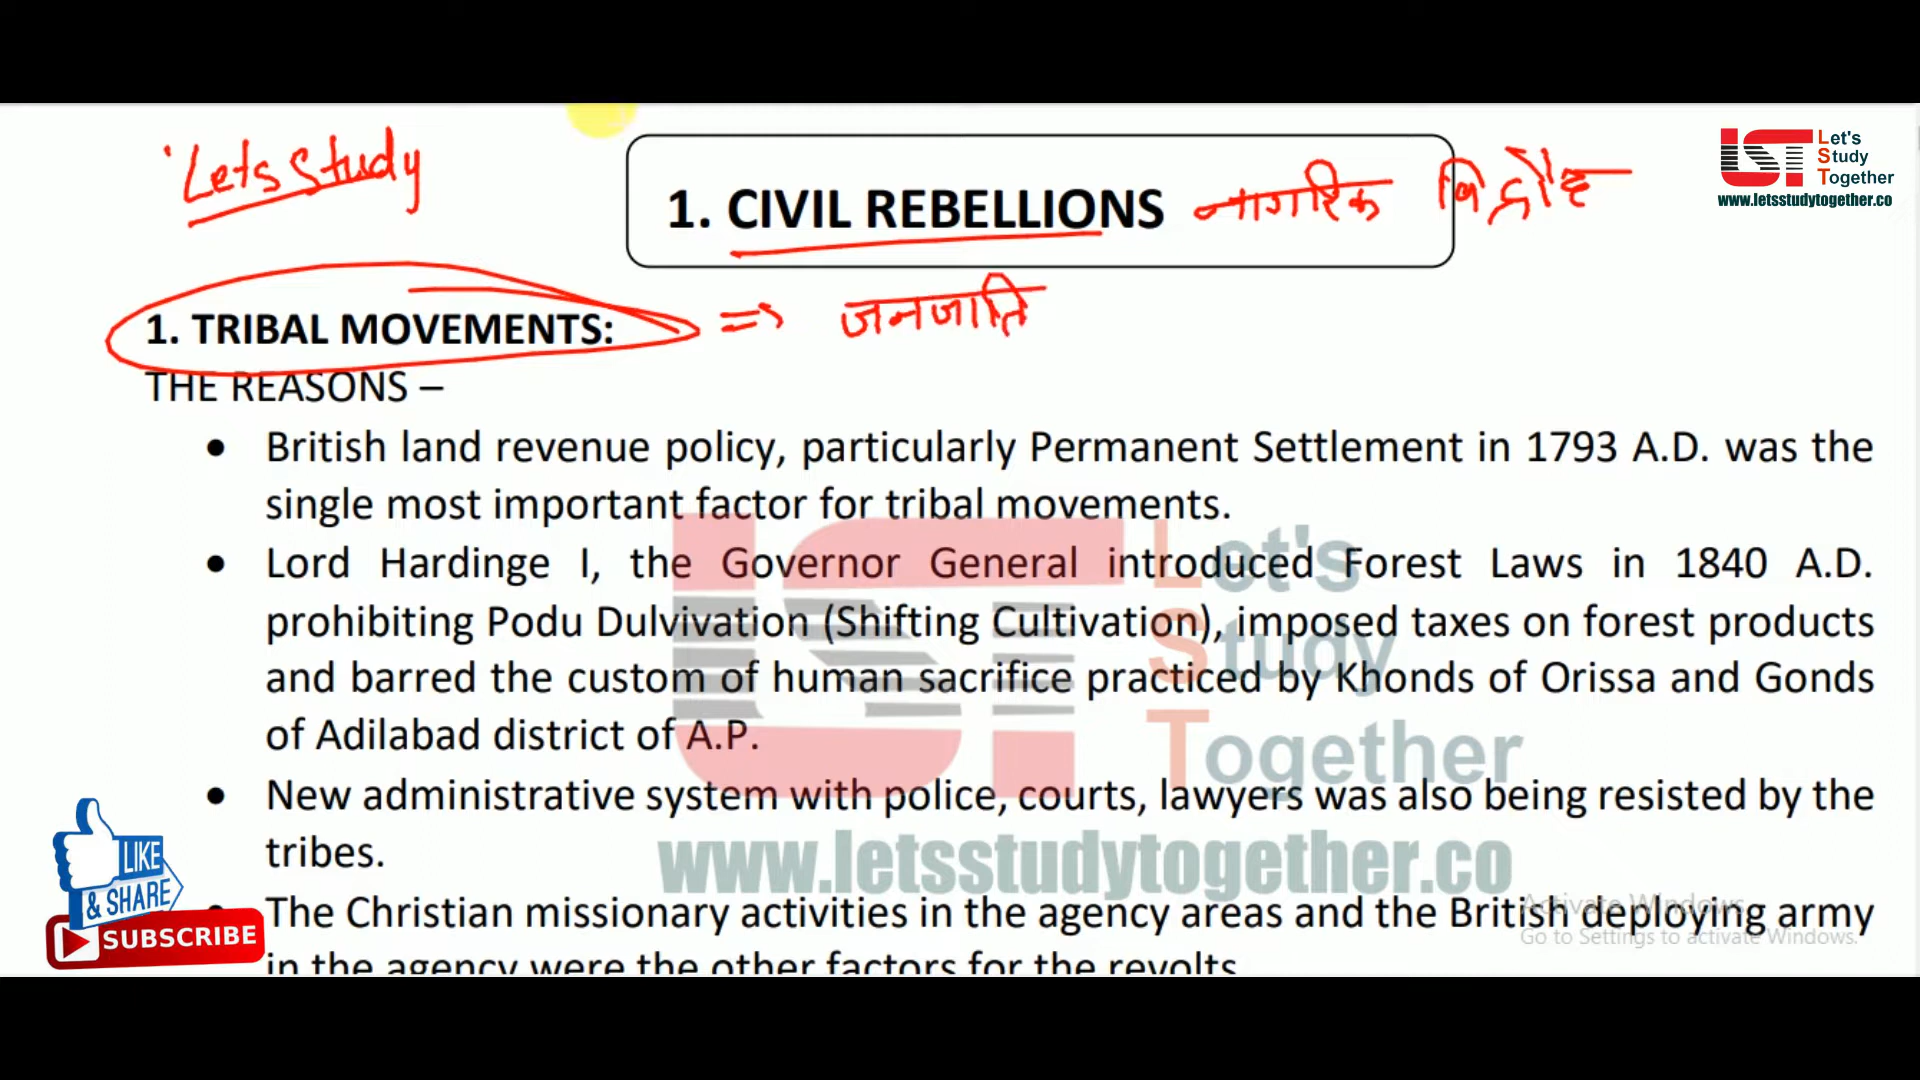 Lets Study
1. CIVIL REBELLIONS नागरिक विद्रोह
LST Let's
Study
Together
www.letsstudytogether.co
1. TRIBAL MOVEMENTS: => जनजाति
THE REASONS –
• British land revenue policy, particularly Permanent Settlement in 1793 A.D. was the
single most important factor for tribal movements.
• Lord Hardinge I, the Governor General introduced Forest Laws in 1840 A.D.
prohibiting Podu Dulvivation (Shifting Cultivation), imposed taxes on forest products
and barred the custom of human sacrifice practiced by Khonds of Orissa and Gonds
of Adilabad district of A.P.
• New administrative system with police, courts, lawyers was also being resisted by the
tribes.
• The Christian missionary activities in the agency areas and the British deploying army
in the agency were the other factors for the revolts
LST Let's
Study
Together
www.letsstudytogether.co
LIKE
& SHARE
SUBSCRIBE
Activate Windows
Go to Settings to activate Windows.